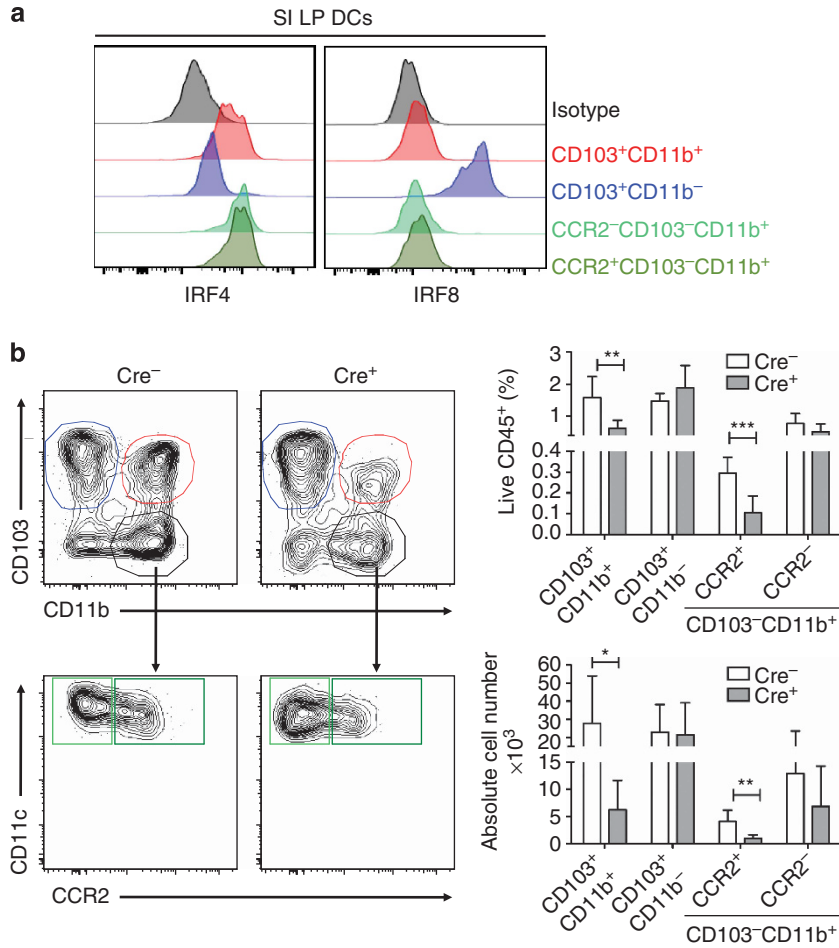 a
SI LP DCs
Isotype
CD103⁺CD11b⁺
CD103⁺CD11b⁻
CCR2⁻CD103⁻CD11b⁺
CCR2⁺CD103⁻CD11b⁺
IRF4
IRF8
b
Cre⁻
Cre⁺
CD103
CD11b
CD11c
CCR2
Live CD45⁺ (%)
3
2
1
0.4
0.3
0.2
0.1
0.0
**
***
Cre⁻
Cre⁺
CD103⁺
CD11b⁺
CD103⁺
CD11b⁻
CCR2⁺
CCR2⁻
CD103⁻CD11b⁺
Absolute cell number
×10³
60
50
40
30
20
15
10
5
0
*
**
Cre⁻
Cre⁺
CD103⁺
CD11b⁺
CD103⁺
CD11b⁻
CCR2⁺
CCR2⁻
CD103⁻CD11b⁺